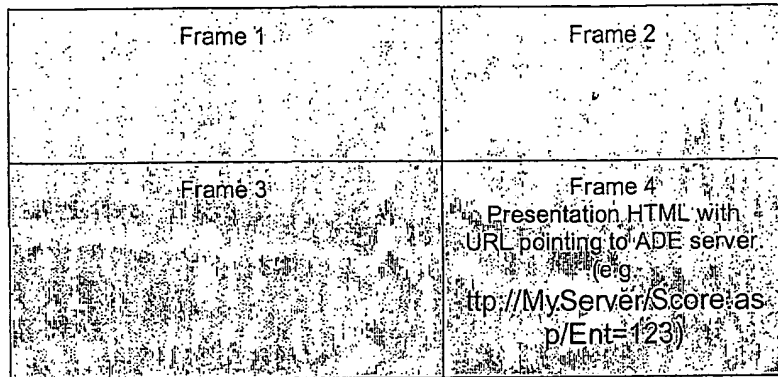 Frame 1
Frame 2
Frame 3
Frame 4
Presentation HTML with
URL pointing to ADE server
(e.g
ttp://MyServer/Score.as
p/Ent=123)